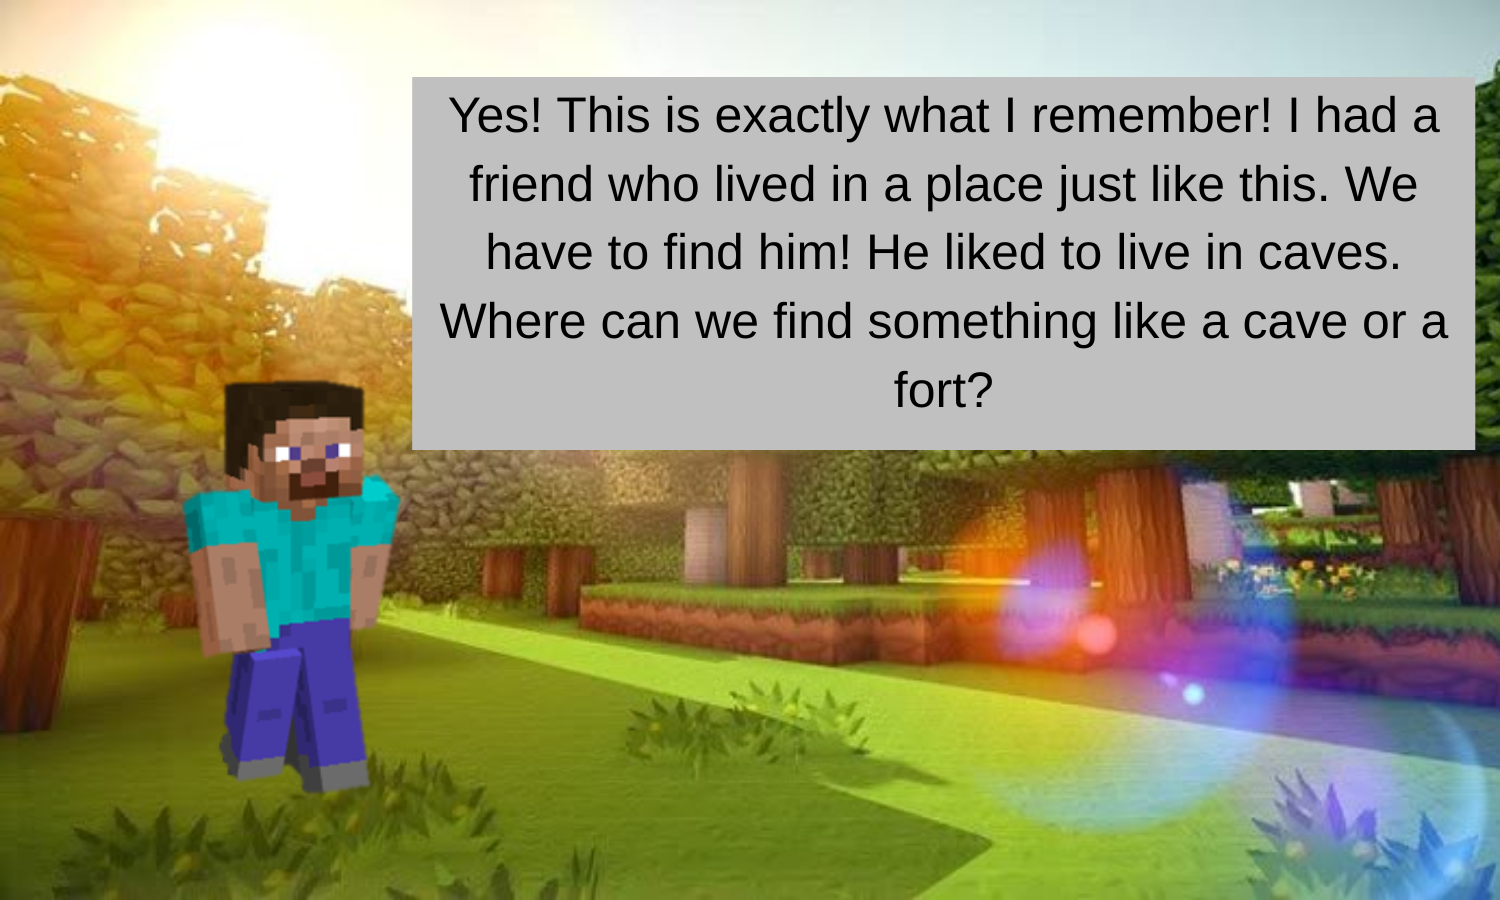 Yes! This is exactly what I remember! I had a
friend who lived in a place just like this. We
have to find him! He liked to live in caves.
Where can we find something like a cave or a
fort?